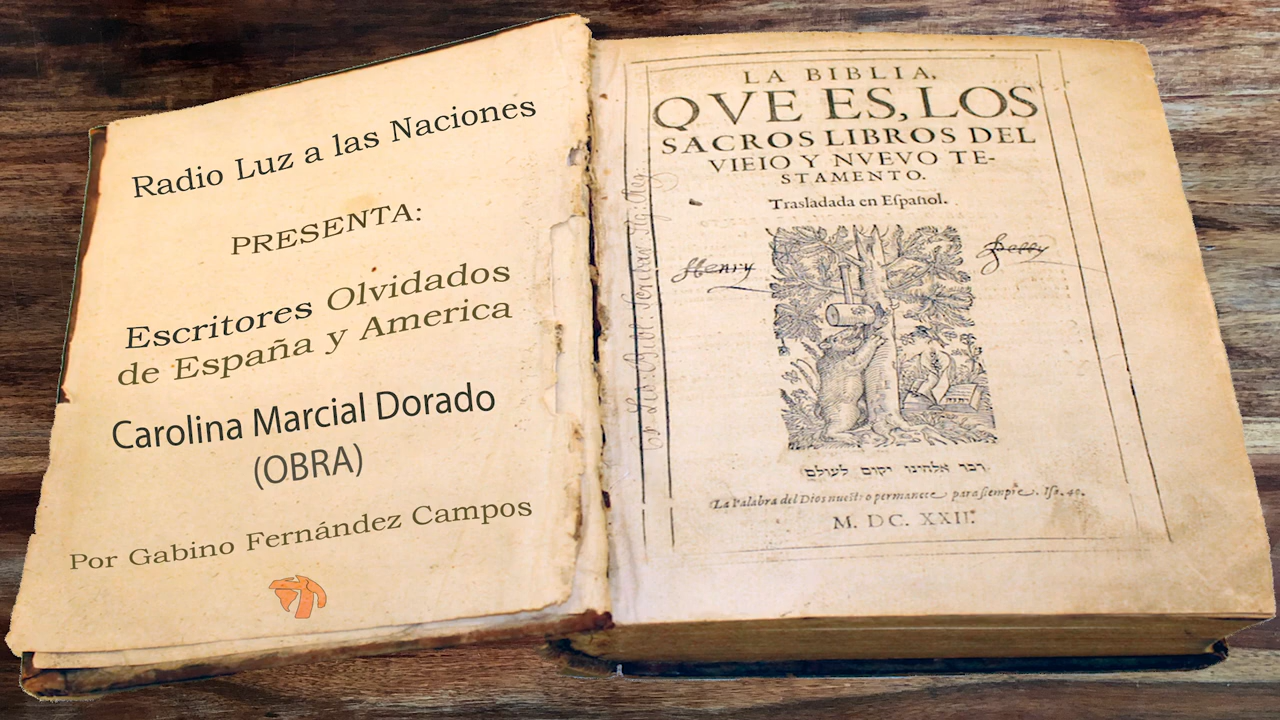 Radio Luz a las Naciones
PRESENTA:
Escritores Olvidados
de España y America
Carolina Marcial Dorado
(OBRA)
Por Gabino Fernández Campos
LA BIBLIA,
QVE ES, LOS
SACROS LIBROS DEL
VIEIO Y NVEVO TE-
STAMENTO.
Trasladada en Español.
Henry
דבר אלהינו יקום לעולם
La Palabra del Dios nuestro permanece para siempre. Isa. 40.
M. DC. XXII.